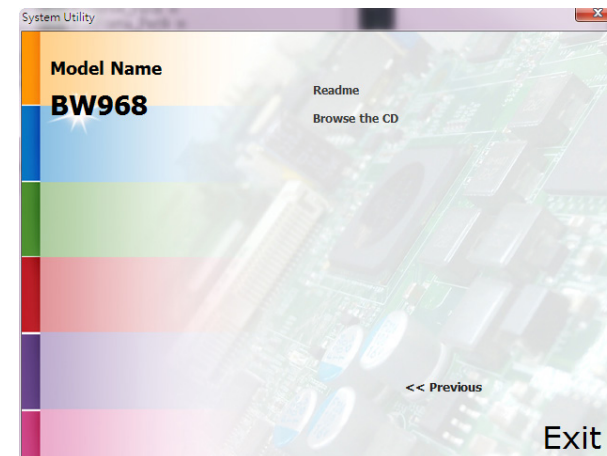 System Utility
Model Name
BW968
Readme
Browse the CD
<< Previous
Exit